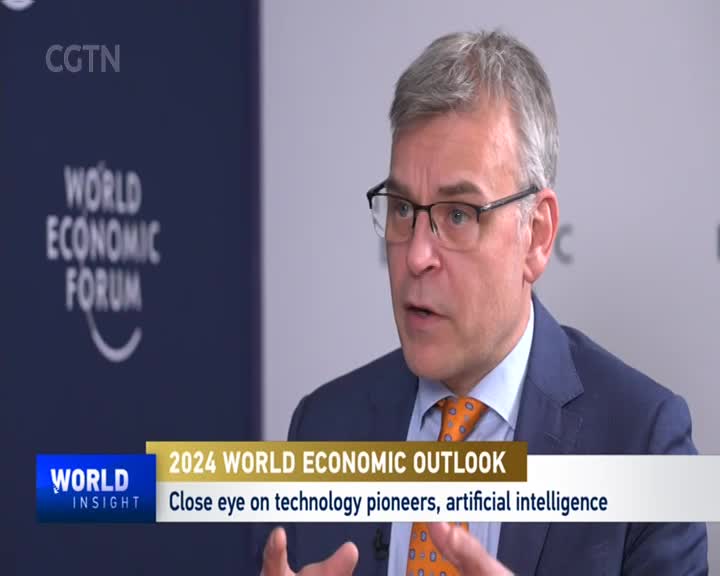 CGTN
WORLD
ECONOMIC
FORUM
2024 WORLD ECONOMIC OUTLOOK
WORLD
INSIGHT
Close eye on technology pioneers, artificial intelligence